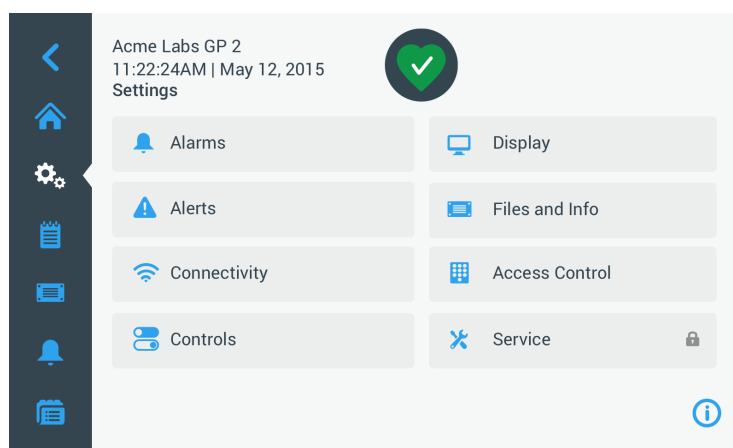 Acme Labs GP 2
11:22:24AM | May 12, 2015
Settings
Alarms
Display
Alerts
Files and Info
Connectivity
Access Control
Controls
Service